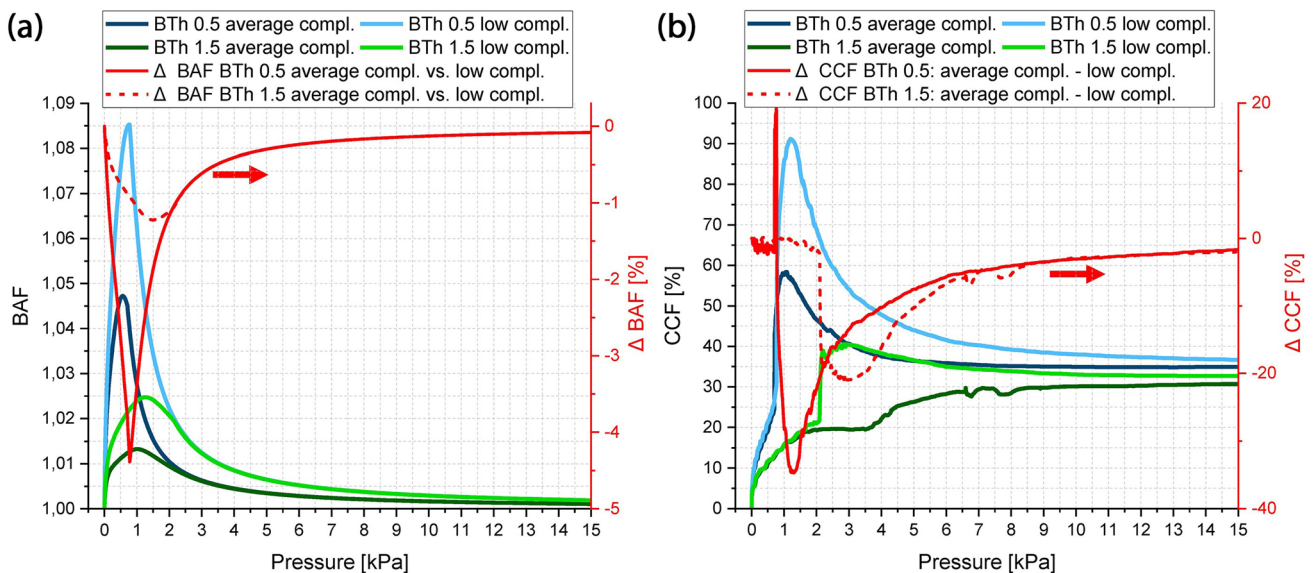 (a)
BTh 0.5 average compl. BTh 0.5 low compl.
BTh 1.5 average compl. BTh 1.5 low compl.
Δ BAF BTh 0.5 average compl. vs. low compl.
Δ BAF BTh 1.5 average compl. vs. low compl.
1,09
1,08
1,07
1,06
1,05
1,04
1,03
1,02
1,01
1,00
BAF
0
-1
-2
-3
-4
-5
Δ BAF [%]
0 1 2 3 4 5 6 7 8 9 10 11 12 13 14 15
Pressure [kPa]
(b)
BTh 0.5 average compl. BTh 0.5 low compl.
BTh 1.5 average compl. BTh 1.5 low compl.
Δ CCF BTh 0.5: average compl. - low compl.
Δ CCF BTh 1.5: average compl. - low compl.
100
90
80
70
60
50
40
30
20
10
0
CCF [%]
20
0
-20
-40
Δ CCF [%]
0 1 2 3 4 5 6 7 8 9 10 11 12 13 14 15
Pressure [kPa]